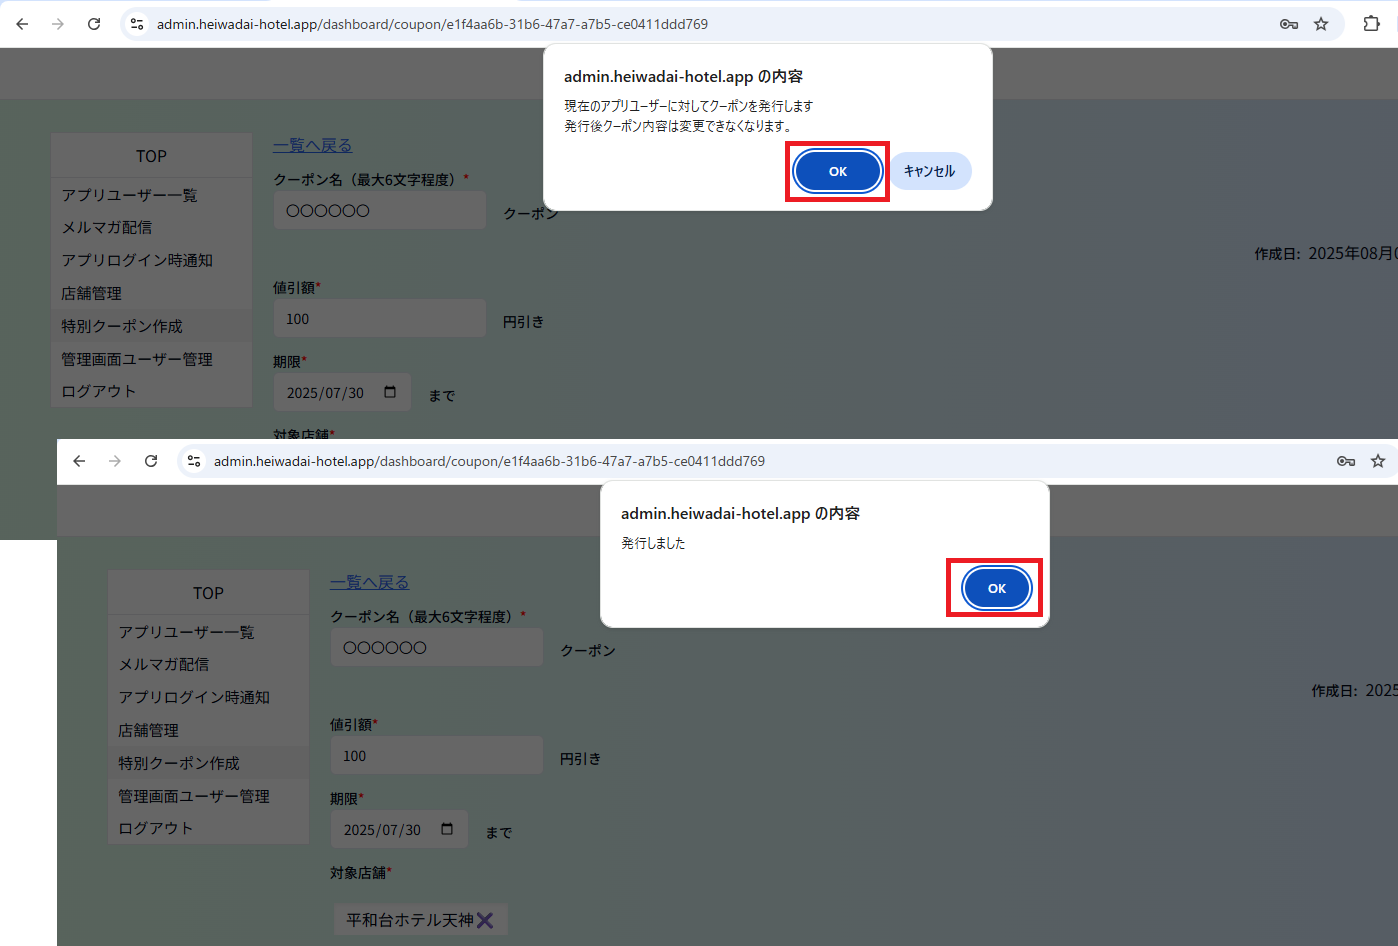 admin.heiwadai-hotel.app/dashboard/coupon/e1f4aa6b-31b6-47a7-a7b5-ce0411ddd769
admin.heiwadai-hotel.app の内容
現在のアプリユーザーに対してクーポンを発行します
発行後クーポン内容は変更できなくなります。
OK
キャンセル
TOP
アプリユーザー一覧
メルマガ配信
アプリログイン時通知
店舗管理
特別クーポン作成
管理画面ユーザー管理
ログアウト
一覧へ戻る
クーポン名（最大6文字程度）*
〇〇〇〇〇〇
クーポン
作成日: 2025年08月
値引額*
100
円引き
期限*
2025/07/30
まで
対象店舗*
admin.heiwadai-hotel.app/dashboard/coupon/e1f4aa6b-31b6-47a7-a7b5-ce0411ddd769
admin.heiwadai-hotel.app の内容
発行しました
OK
TOP
アプリユーザー一覧
メルマガ配信
アプリログイン時通知
店舗管理
特別クーポン作成
管理画面ユーザー管理
ログアウト
一覧へ戻る
クーポン名（最大6文字程度）*
〇〇〇〇〇〇
クーポン
作成日: 2025
値引額*
100
円引き
期限*
2025/07/30
まで
対象店舗*
平和台ホテル天神